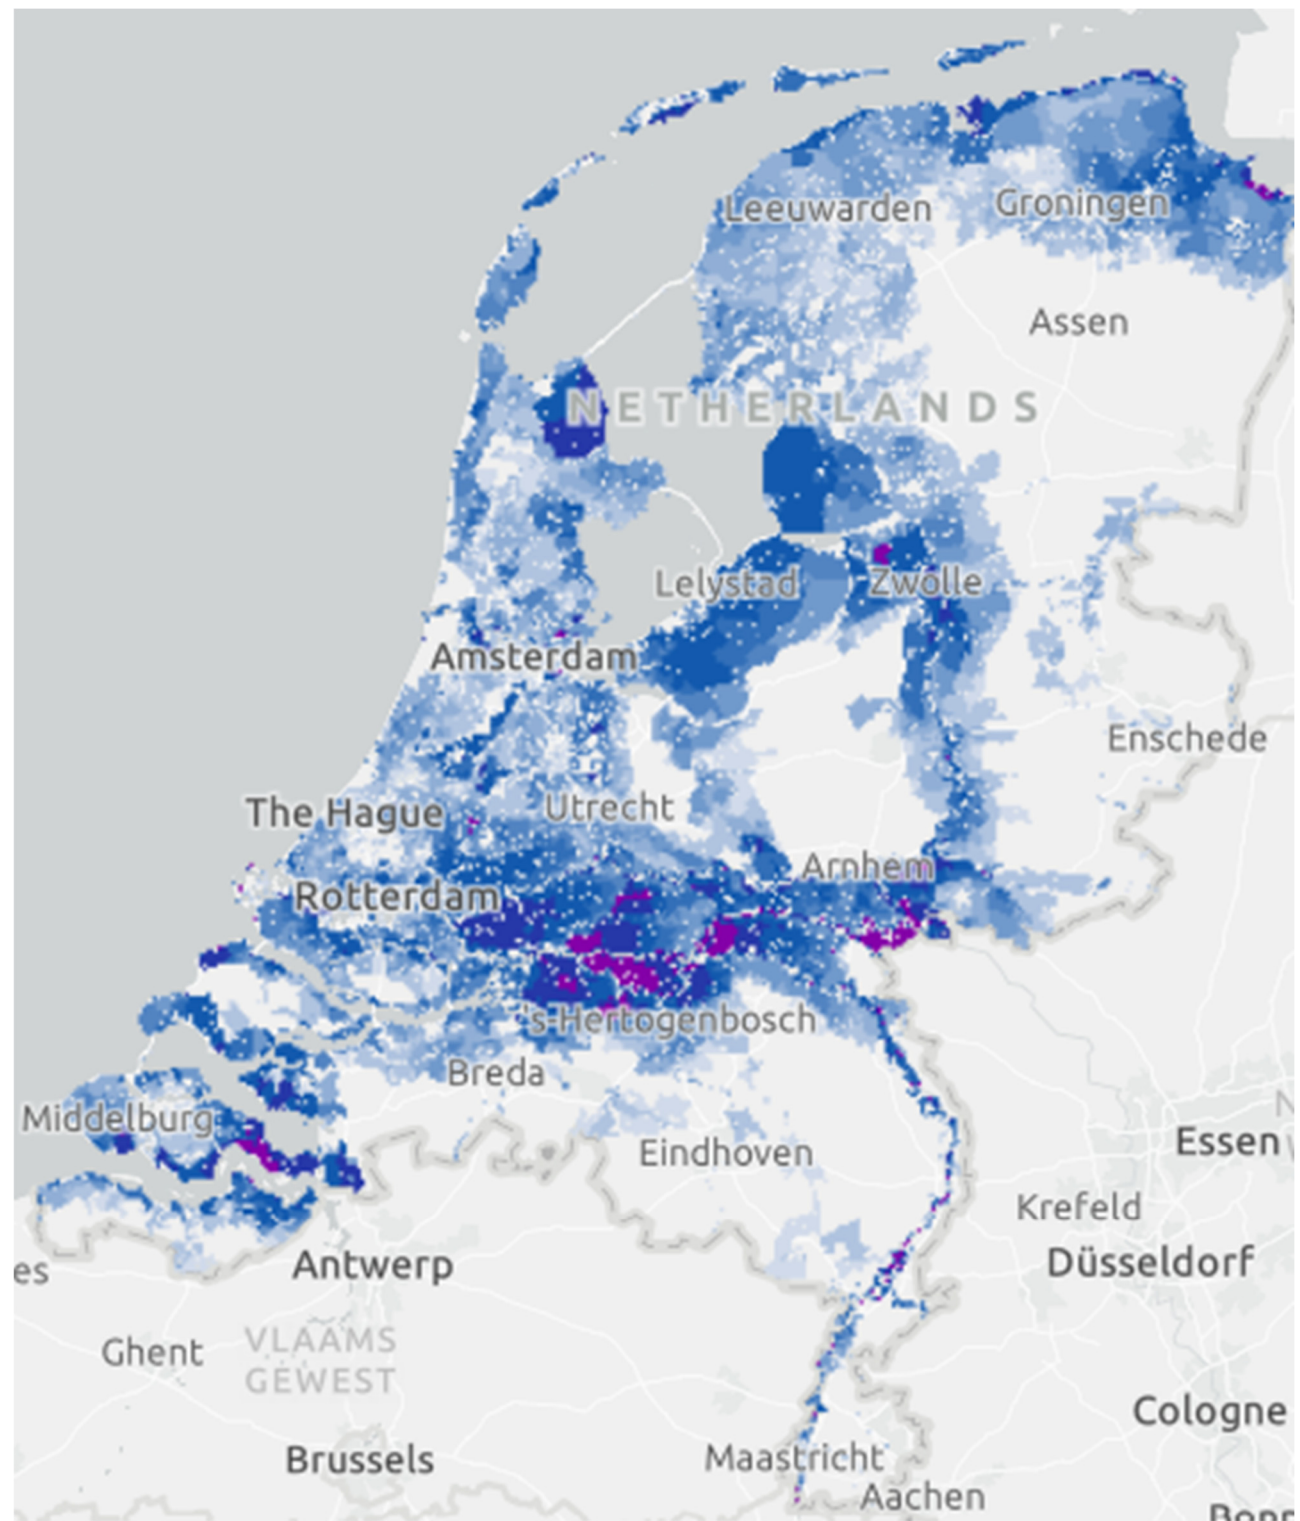 Leeuwarden
Groningen
Assen
NETHERLANDS
Lelystad
Zwolle
Amsterdam
Enschede
The Hague
Utrecht
Arnhem
Rotterdam
's-Hertogenbosch
Breda
Middelburg
Eindhoven
Essen
Krefeld
Düsseldorf
Antwerp
es
Ghent
VLAAMS
GEWEST
Cologne
Brussels
Maastricht
Aachen